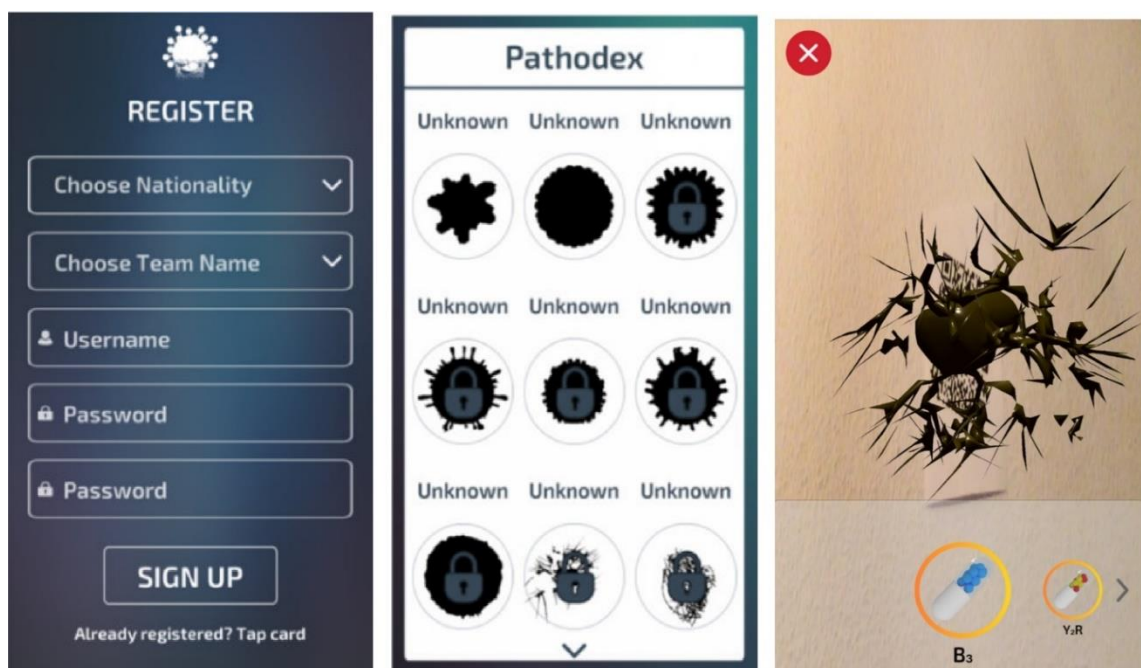 REGISTER
Choose Nationality
Choose Team Name
Username
Password
Password
SIGN UP
Already registered? Tap card
Pathodex
Unknown Unknown Unknown
Unknown Unknown Unknown
Unknown Unknown Unknown
B₃
Y₂R